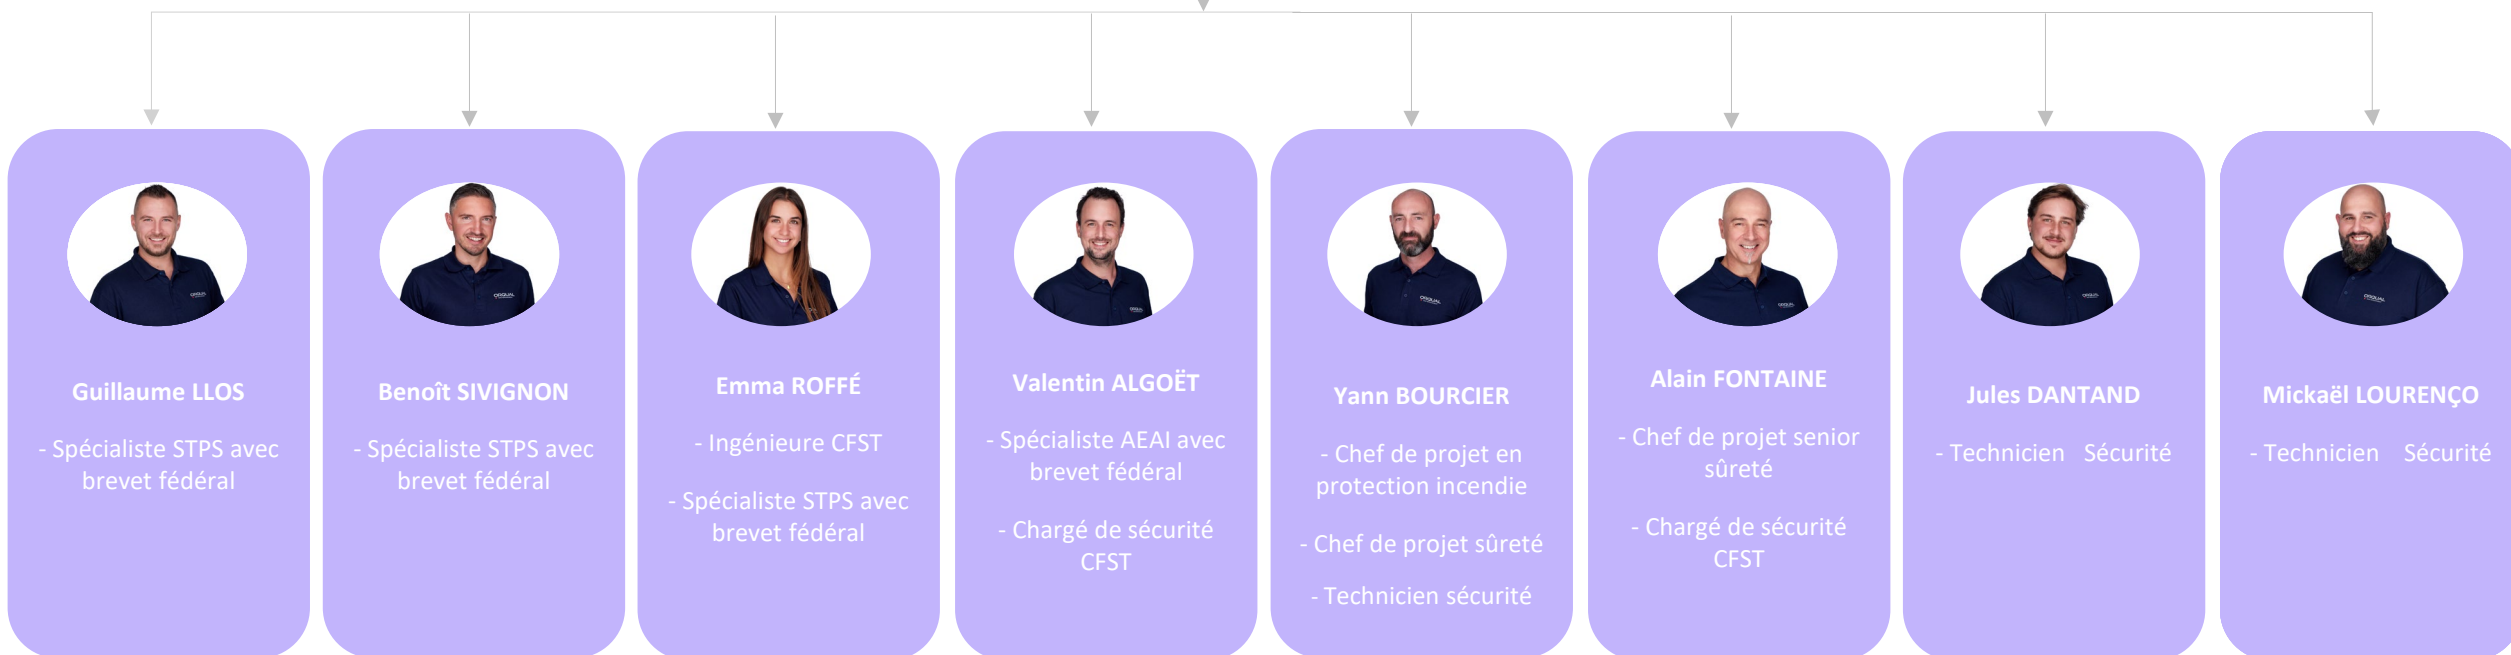 Guillaume LLOS
- Spécialiste STPS avec
brevet fédéral
Benoît SIVIGNON
- Spécialiste STPS avec
brevet fédéral
Emma ROFFÉ
- Ingénieure CFST
- Spécialiste STPS avec
brevet fédéral
Valentin ALGOËT
- Spécialiste AEAI avec
brevet fédéral
- Chargé de sécurité
CFST
Yann BOURCIER
- Chef de projet en
protection incendie
- Chef de projet sûreté
- Technicien sécurité
Alain FONTAINE
- Chef de projet senior
sûreté
- Chargé de sécurité
CFST
Jules DANTAND
- Technicien Sécurité
Mickaël LOURENÇO
- Technicien Sécurité